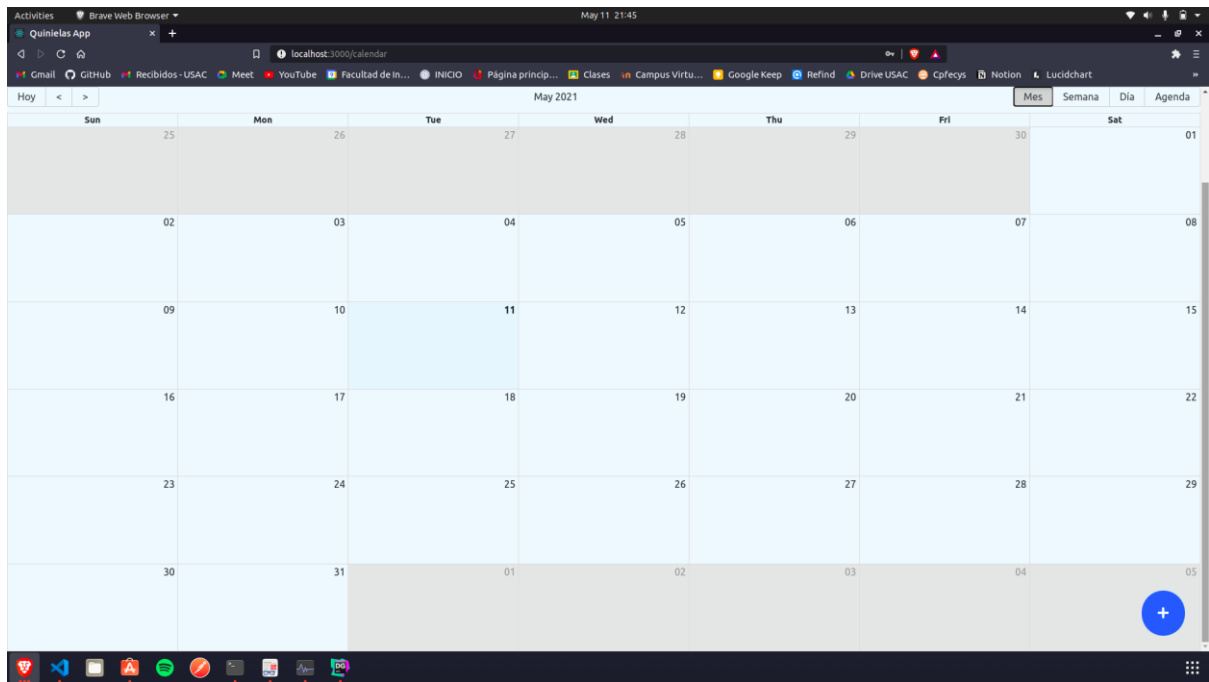 Activities Brave Web Browser May 11 21:45
Quinielas App × +
localhost:3000/calendar
Gmail GitHub Recibidos - USAC Meet YouTube Facultad de In... INICIO Página princip... Clases Campus Virtu... Google Keep Refind Drive USAC Cpfecys Notion Lucidchart »
Hoy < > May 2021 Mes Semana Día Agenda
Sun Mon Tue Wed Thu Fri Sat
25 26 27 28 29 30 01
02 03 04 05 06 07 08
09 10 11 12 13 14 15
16 17 18 19 20 21 22
23 24 25 26 27 28 29
30 31 01 02 03 04 05
+